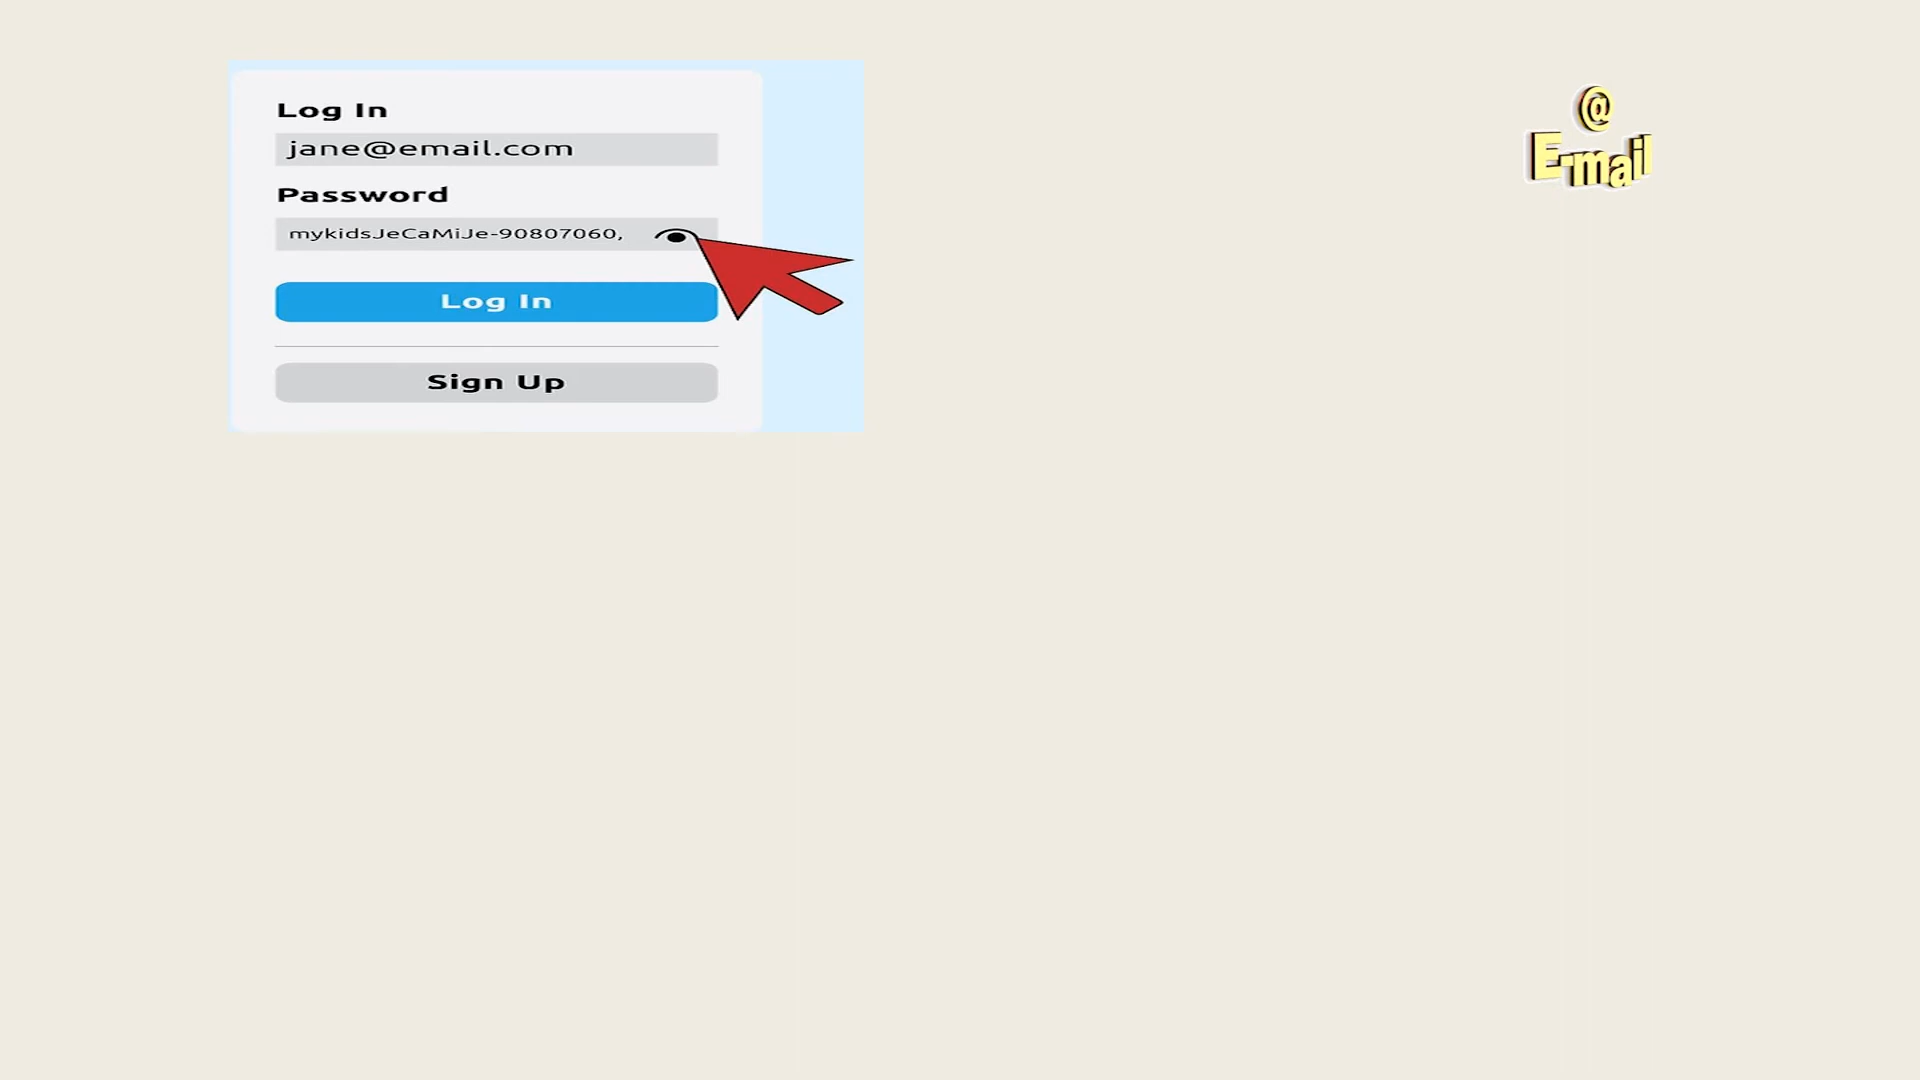 Log In
jane@email.com
Password
mykidsJeCaMiJe-90807060,
Log In
Sign Up
@
E-mail